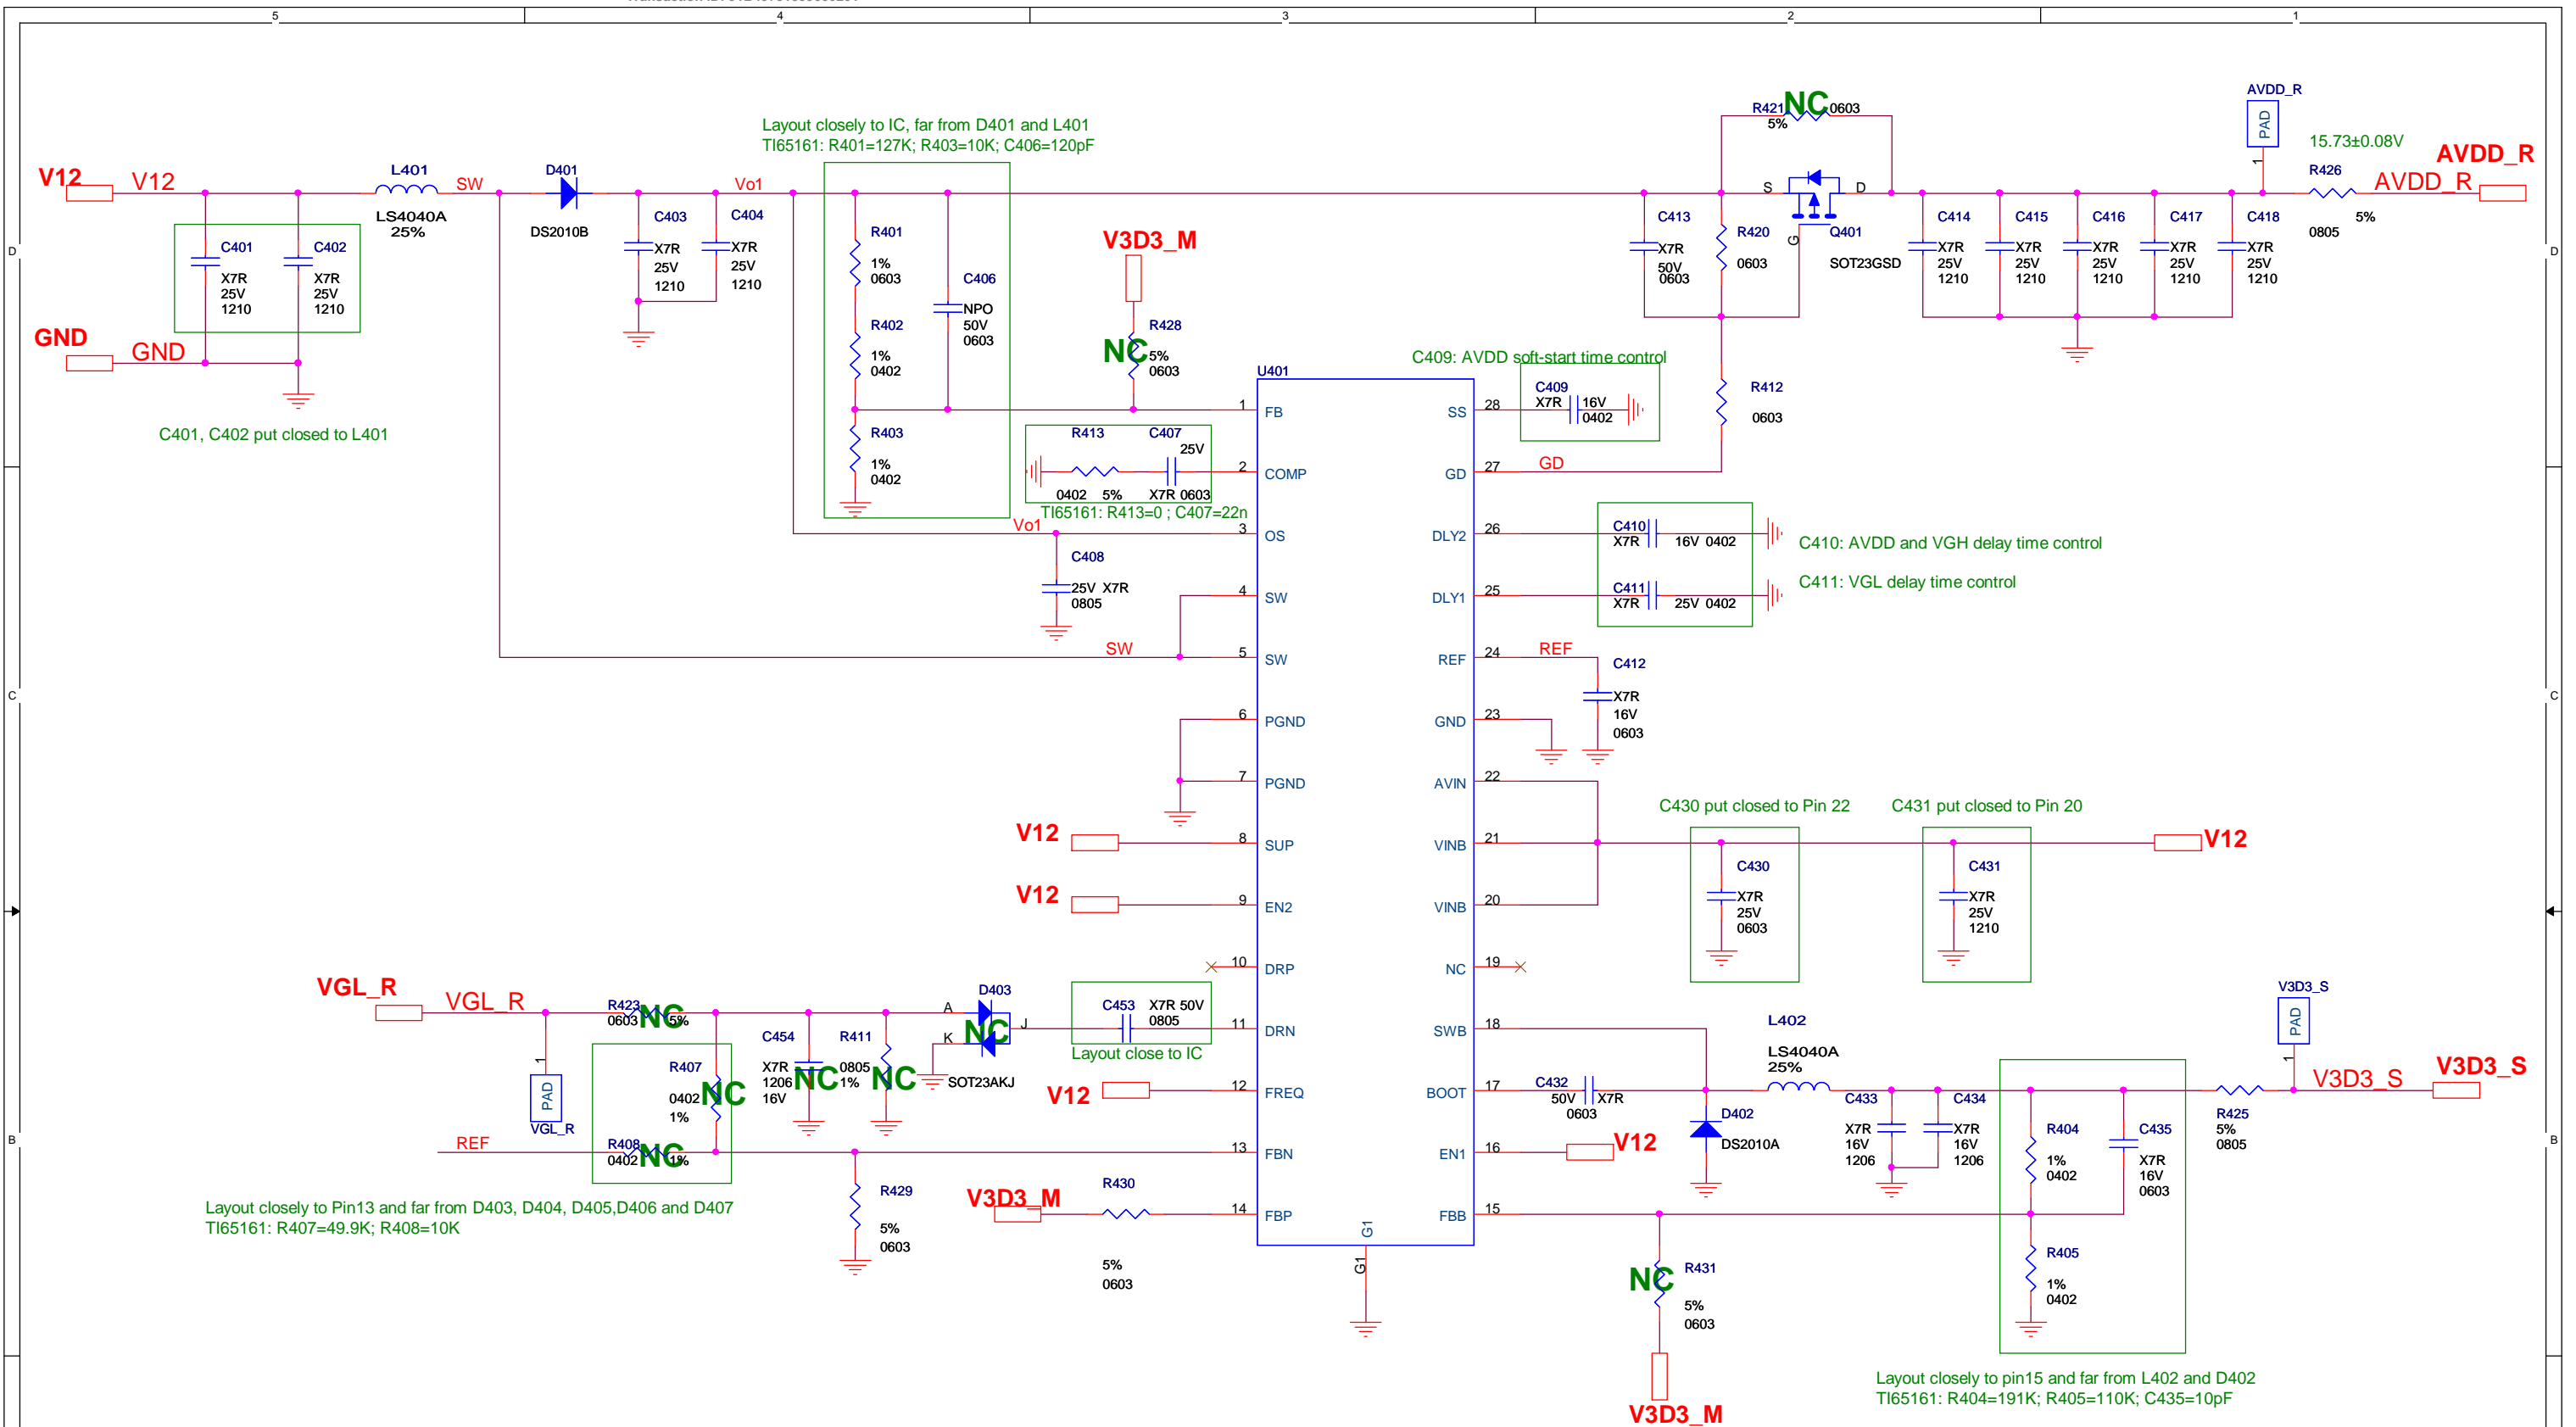 5
4
3
2
1
AVDD_R
PAD
1
15.73±0.08V
AVDD_R
R426
AVDD_R
5%
0805
R421
NC
0603
5%
Layout closely to IC, far from D401 and L401
TI65161: R401=127K; R403=10K; C406=120pF
V12
V12
L401
SW
LS4040A
25%
D401
DS2010B
Vo1
C401
X7R
25V
1210
C402
X7R
25V
1210
GND
GND
C401, C402 put closed to L401
C403
X7R
25V
1210
C404
X7R
25V
1210
R401
1%
0603
R402
1%
0402
R403
1%
0402
C406
NPO
50V
0603
V3D3_M
R428
NC
5%
0603
C413
X7R
50V
0603
R420
0603
S
D
G
Q401
SOT23GSD
C414
X7R
25V
1210
C415
X7R
25V
1210
C416
X7R
25V
1210
C417
X7R
25V
1210
C418
X7R
25V
1210
D
D
C409: AVDD soft-start time control
C409
X7R
16V
0402
R412
0603
GD
R413
0402
5%
C407
25V
X7R 0603
TI65161: R413=0 ; C407=22n
Vo1
C408
25V X7R
0805
SW
C410
X7R
16V 0402
C410: AVDD and VGH delay time control
C411
X7R
25V 0402
C411: VGL delay time control
REF
C412
X7R
16V
0603
C
C
U401
1 FB
2 COMP
3 OS
4 SW
5 SW
6 PGND
7 PGND
8 SUP
9 EN2
10 DRP
11 DRN
12 FREQ
13 FBN
14 FBP
SS 28
GD 27
DLY2 26
DLY1 25
REF 24
GND 23
AVIN 22
VINB 21
VINB 20
NC 19
SWB 18
BOOT 17
EN1 16
FBB 15
G1
G1
V12
V12
V12
C430 put closed to Pin 22
C431 put closed to Pin 20
C430
X7R
25V
0603
C431
X7R
25V
1210
V12
VGL_R
VGL_R
1
PAD
VGL_R
R423
0603
NC
5%
R407
0402
1%
NC
R408
0402
NC
1%
REF
C454
X7R
1206
16V
NC
R411
0805
1%
NC
A
K
J
D403
NC
SOT23AKJ
C453
X7R 50V
0805
Layout close to IC
R429
5%
0603
V3D3_M
R430
5%
0603
Layout closely to Pin13 and far from D403, D404, D405,D406 and D407
TI65161: R407=49.9K; R408=10K
C432
50V
X7R
0603
V12
D402
DS2010A
L402
LS4040A
25%
C433
X7R
16V
1206
C434
X7R
16V
1206
R404
1%
0402
C435
X7R
16V
0603
R405
1%
0402
R425
5%
0805
V3D3_S
PAD
1
V3D3_S
V3D3_S
NC
R431
5%
0603
V3D3_M
Layout closely to pin15 and far from L402 and D402
TI65161: R404=191K; R405=110K; C435=10pF
B
B